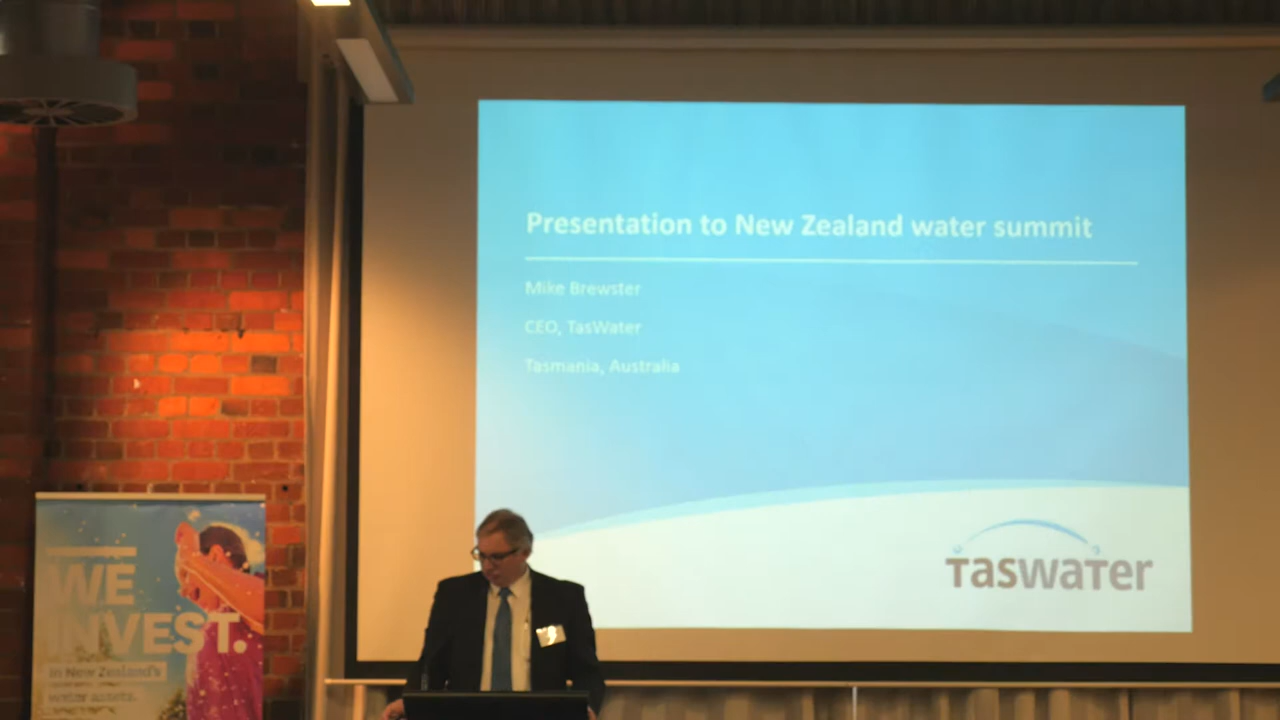 Presentation to New Zealand water summit
Mike Brewster
CEO, TasWater
Tasmania, Australia
TasWaTer
WE
INVEST.
In New Zealand's
water assets.